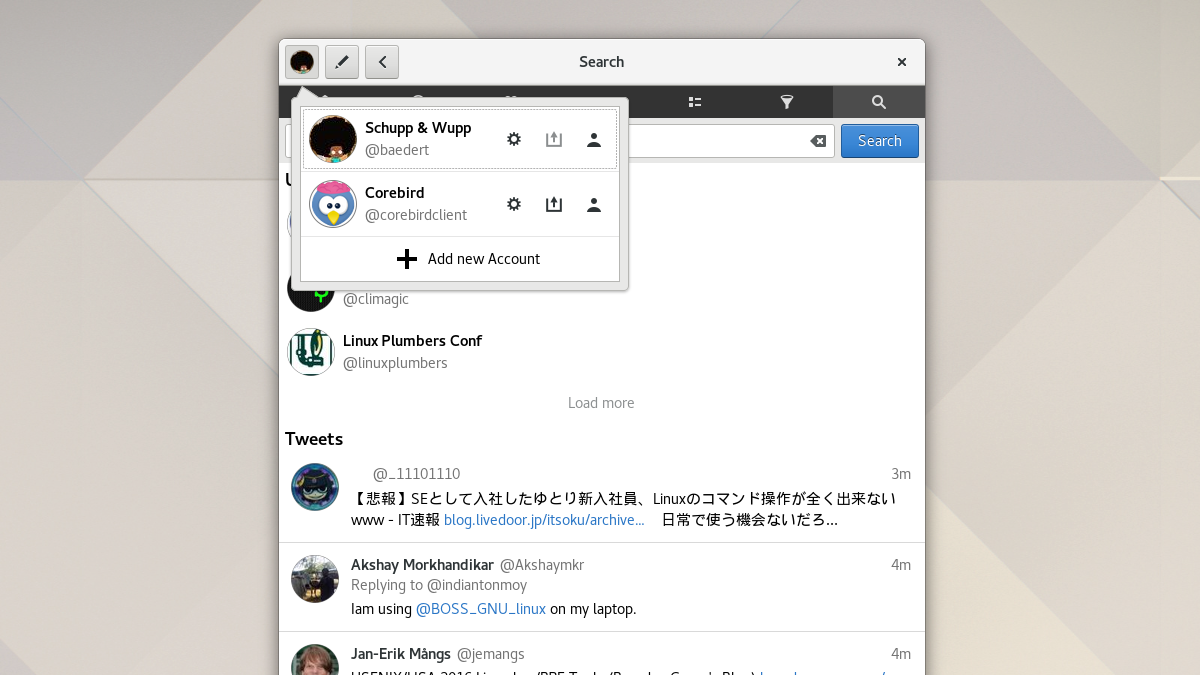 Search
Schupp & Wupp
@baedert
Search
Corebird
@corebirdclient
Add new Account
@climagic
Linux Plumbers Conf
@linuxplumbers
Load more
Tweets
@_11101110 3m
【悲報】SEとして入社したゆとり新入社員、Linuxのコマンド操作が全く出来ない
www - IT速報 blog.livedoor.jp/itsoku/archive... 日常で使う機会ないだろ...
Akshay Morkhandikar @Akshaymkr 4m
Replying to @indiantonmoy
Iam using @BOSS_GNU_linux on my laptop.
Jan-Erik Mångs @jemangs 4m